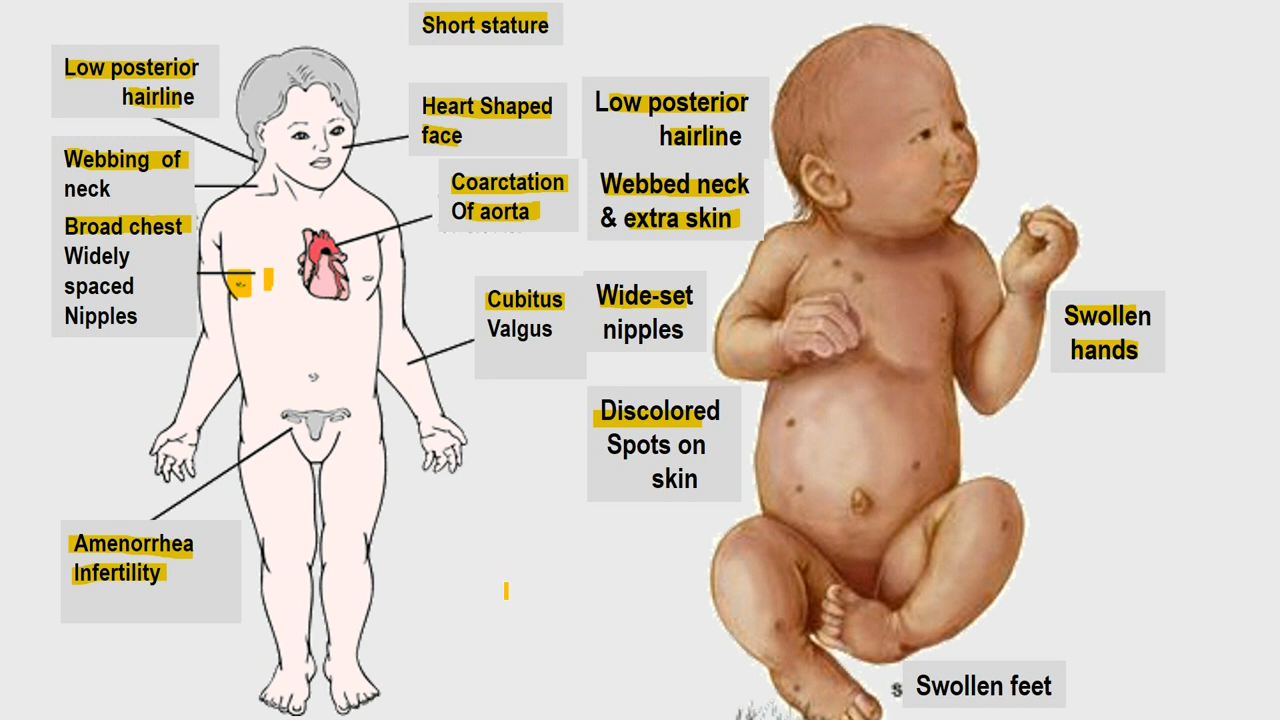 Short stature
Low posterior
hairline
Heart Shaped
face
Webbing of
neck
Broad chest
Widely
spaced
Nipples
Coarctation
Of aorta
Cubitus
Valgus
Amenorrhea
Infertility
Low posterior
hairline
Webbed neck
& extra skin
Wide-set
nipples
Discolored
Spots on
skin
Swollen
hands
s
Swollen feet